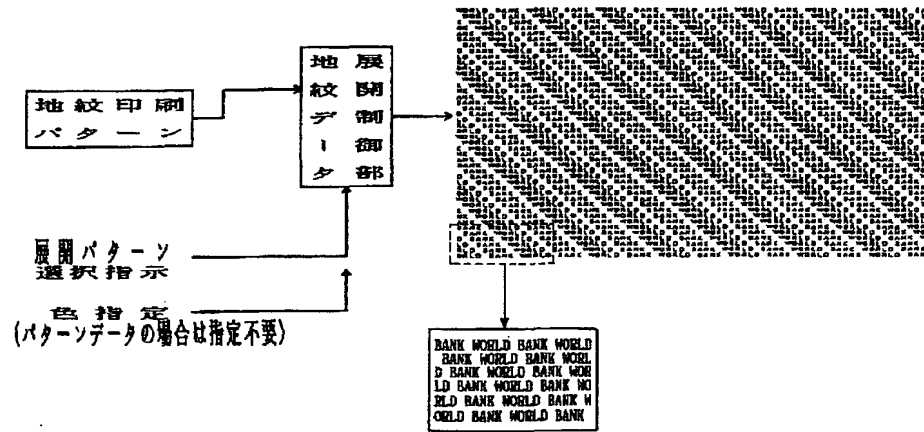 地紋印刷
パターン
地紋データ
展開制御部
展開パターン
選択指示
色指定
(パターンデータの場合は指定不要)
BANK WORLD BANK WORLD
BANK WORLD BANK WORL
D BANK WORLD BANK WOR
LD BANK WORLD BANK WO
RLD BANK WORLD BANK W
ORLD BANK WORLD BANK